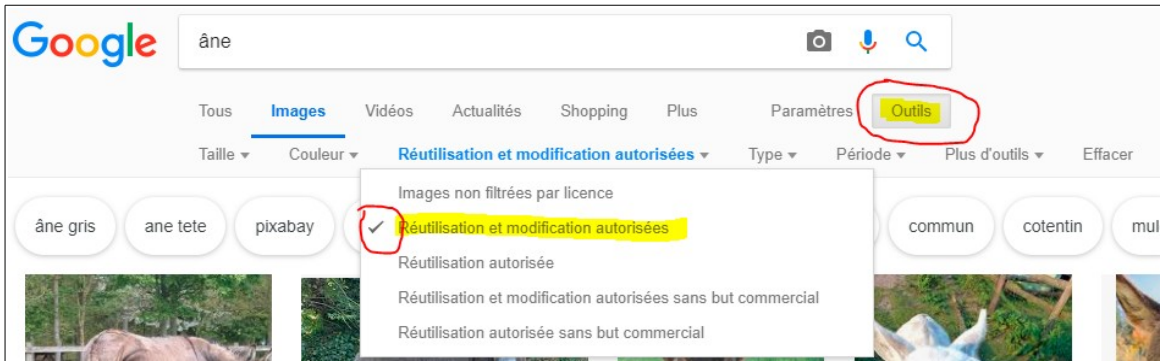 Google âne
Tous Images Vidéos Actualités Shopping Plus Paramètres Outils
Taille Couleur Réutilisation et modification autorisées Type Période Plus d'outils Effacer
Images non filtrées par licence
âne gris ane tete pixabay Réutilisation et modification autorisées commun cotentin mul
Réutilisation autorisée
Réutilisation et modification autorisées sans but commercial
Réutilisation autorisée sans but commercial